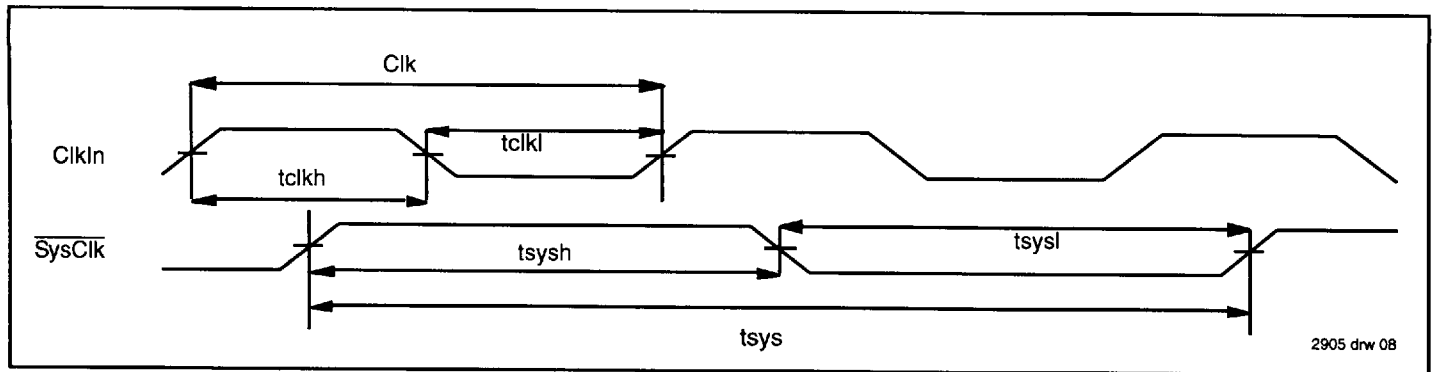 Clk
ClkIn
tclkl
tclkh
SysClk
tsysh
tsysl
tsys
2905 drw 08